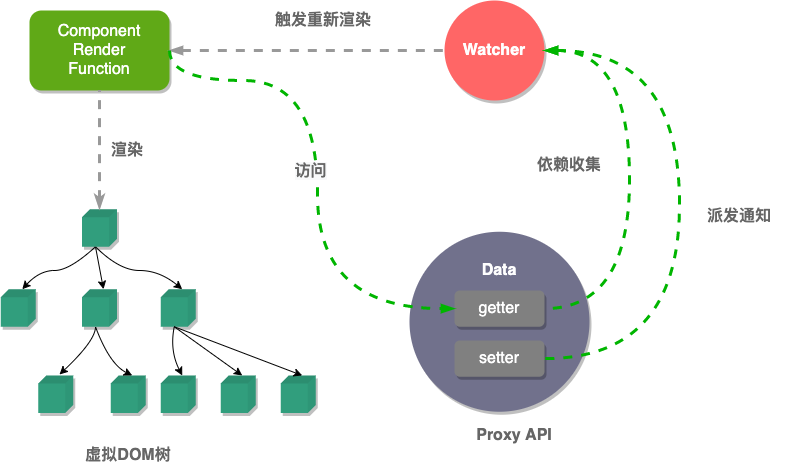 Component
Render
Function
触发重新渲染
Watcher
渲染
访问
依赖收集
派发通知
Data
getter
setter
Proxy API
虚拟DOM树